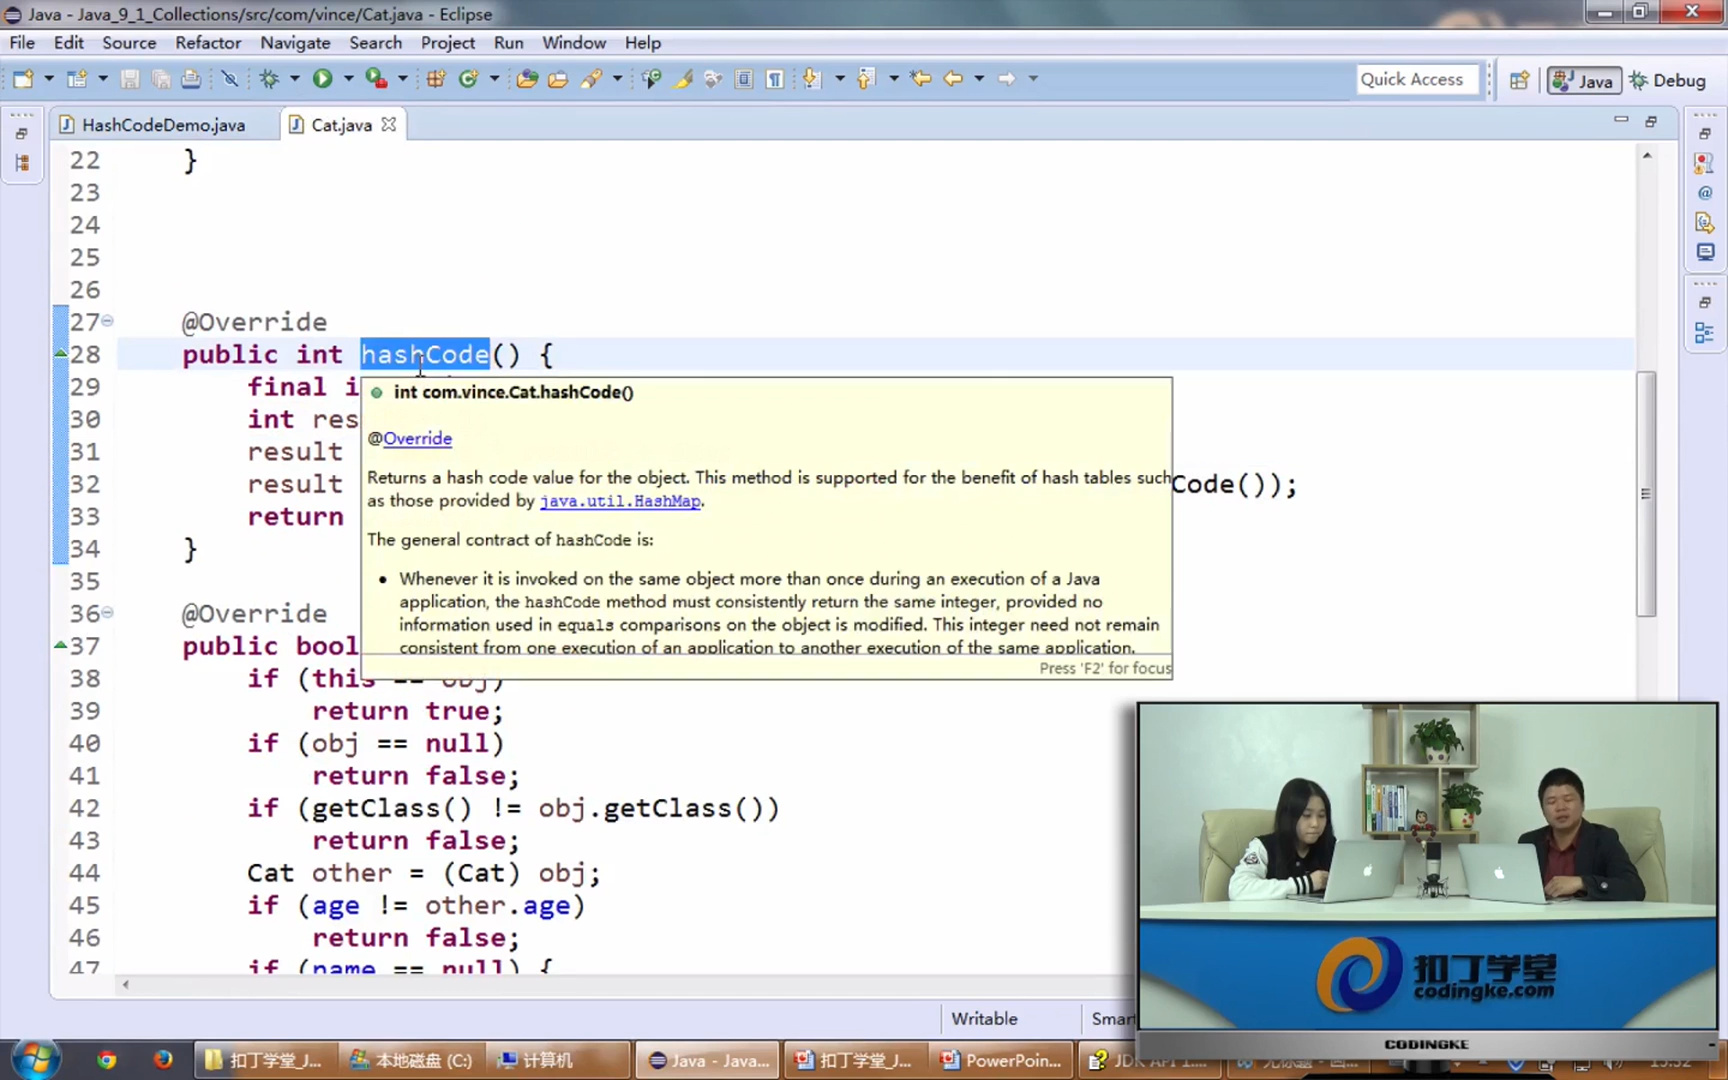 Java - Java_9_1_Collections/src/com/vince/Cat.java - Eclipse
File Edit Source Refactor Navigate Search Project Run Window Help
Quick Access Java Debug
HashCodeDemo.java Cat.java
22 }
23
24
25
26
27 @Override
28 public int hashCode() {
29 final i
30 int res
31 result
32 result Code());
33 return
34 }
35
36 @Override
37 public bool
38 if (this == obj)
39 return true;
40 if (obj == null)
41 return false;
42 if (getClass() != obj.getClass())
43 return false;
44 Cat other = (Cat) obj;
45 if (age != other.age)
46 return false;
47 if (name == null) {
int com.vince.Cat.hashCode()
@Override
Returns a hash code value for the object. This method is supported for the benefit of hash tables such
as those provided by java.util.HashMap.
The general contract of hashCode is:
• Whenever it is invoked on the same object more than once during an execution of a Java
application, the hashCode method must consistently return the same integer, provided no
information used in equals comparisons on the object is modified. This integer need not remain
consistent from one execution of an application to another execution of the same application.
Press 'F2' for focus
扣丁学堂
codingke.com
CODINGKE
Writable Smar
扣丁学堂_J... 本地磁盘 (C:) 计算机 Java - Java... 扣丁学堂_J... PowerPoin... JDK API 1...